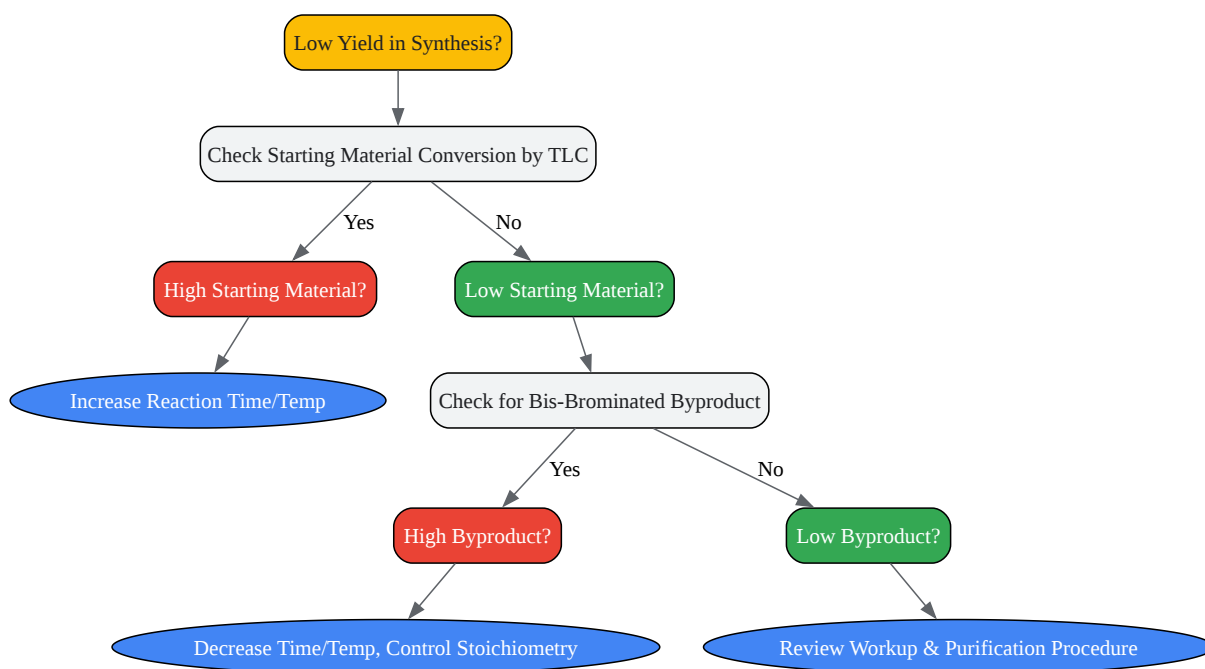 Low Yield in Synthesis?
Check Starting Material Conversion by TLC
Yes
No
High Starting Material?
Low Starting Material?
Increase Reaction Time/Temp
Check for Bis-Brominated Byproduct
Yes
No
High Byproduct?
Low Byproduct?
Decrease Time/Temp, Control Stoichiometry
Review Workup & Purification Procedure